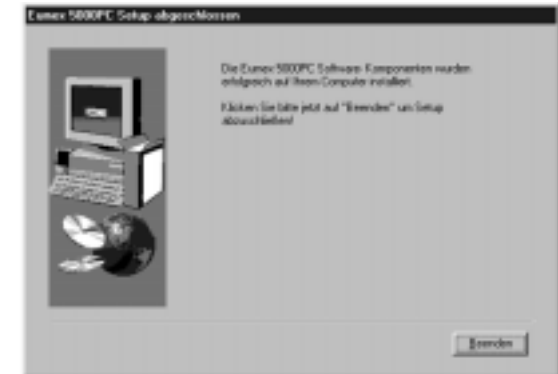 Eumex 5000PC Setup abgeschlossen
Die Eumex 5000PC Software Komponenten wurden
erfolgreich auf Ihrem Computer installiert.
Klicken Sie bitte jetzt auf "Beenden" um Setup
abzuschließen!
Beenden